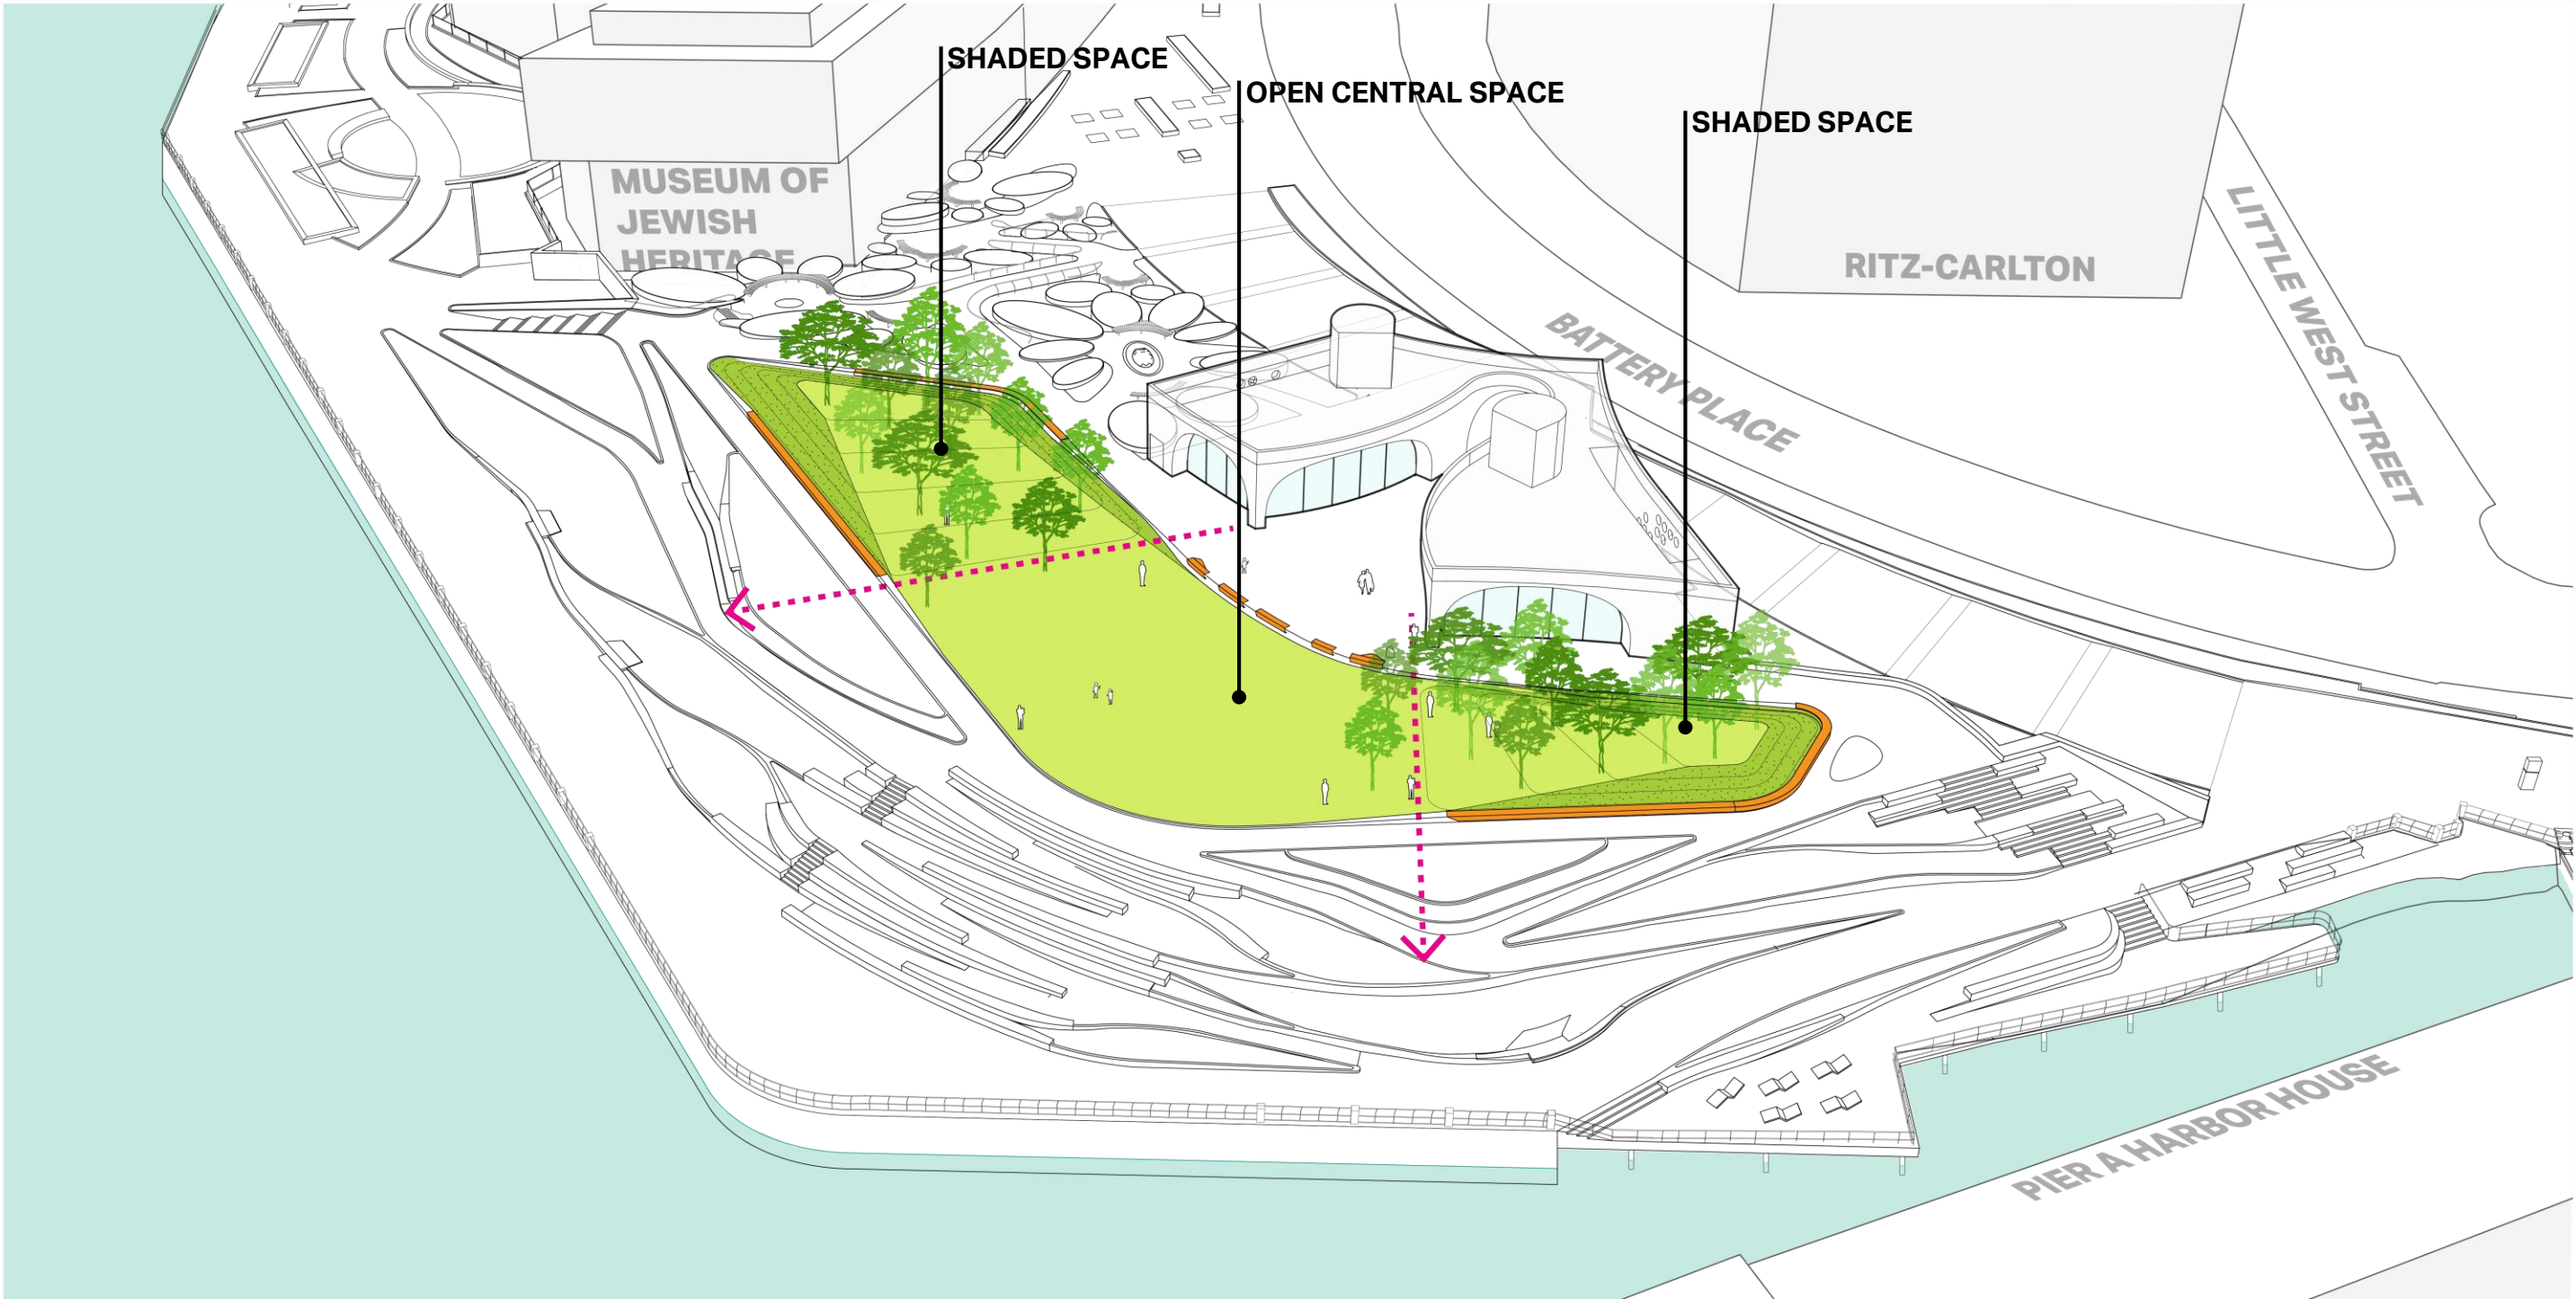 SHADED SPACE
OPEN CENTRAL SPACE
SHADED SPACE
MUSEUM OF
JEWISH
HERITAGE
RITZ-CARLTON
LITTLE WEST STREET
BATTERY PLACE
PIER A HARBOR HOUSE